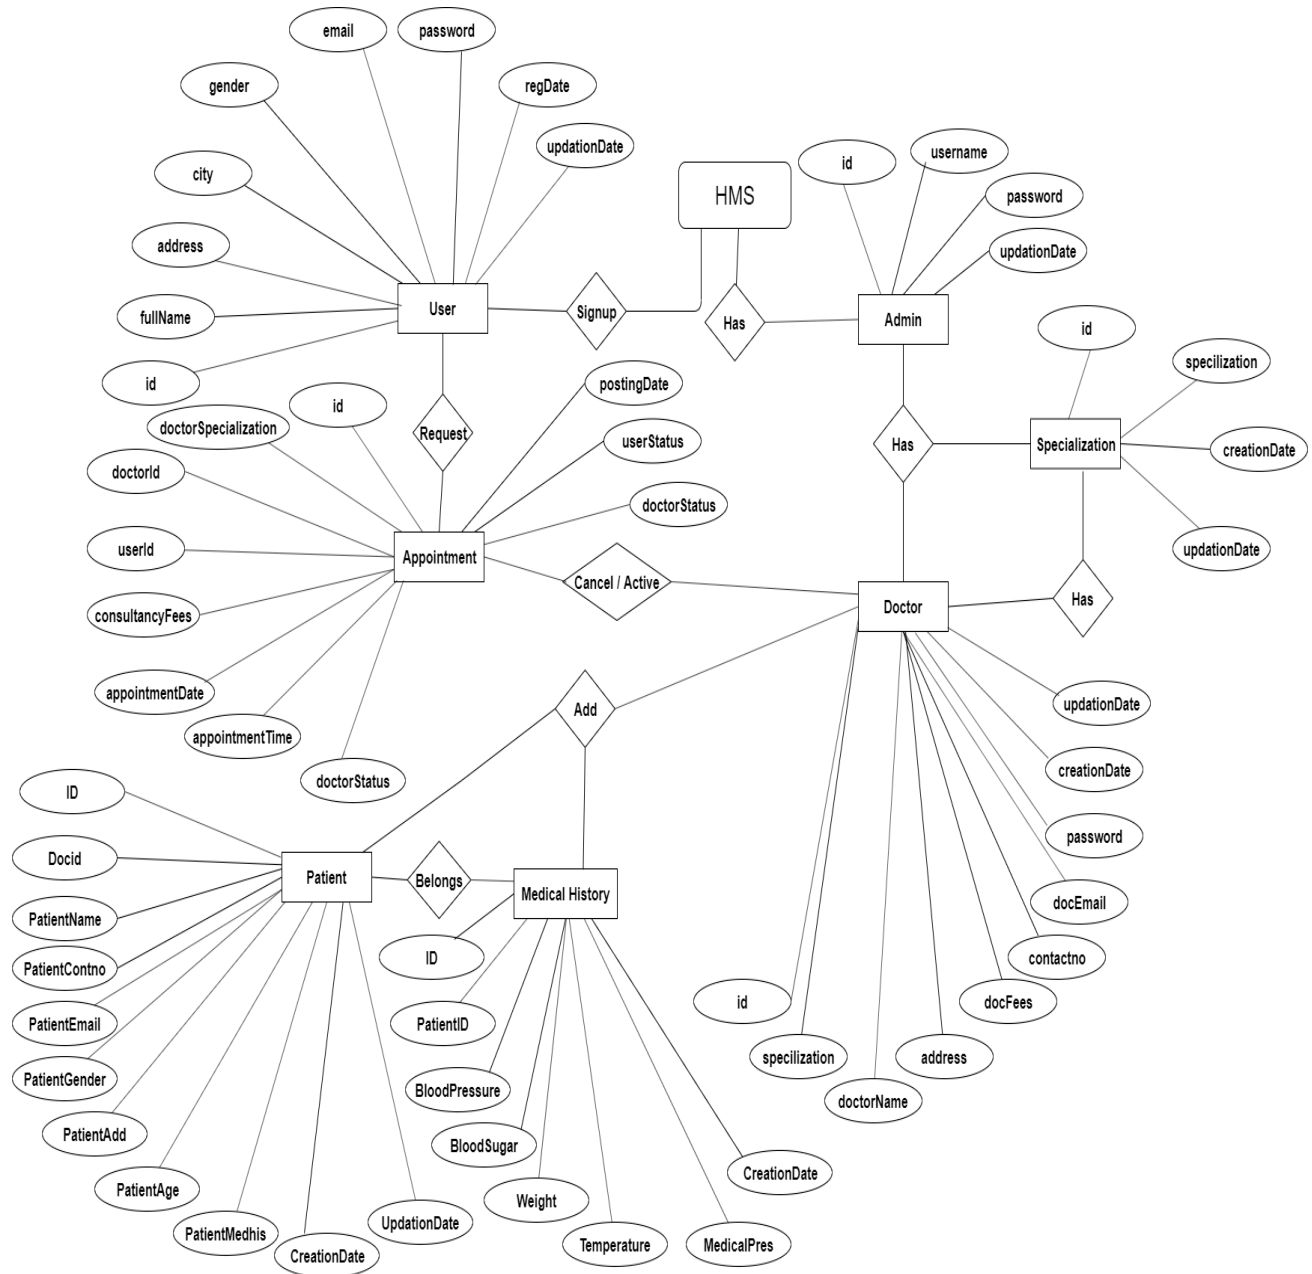 email
password
gender
regDate
updationDate
city
address
fullName
id
User
Signup
HMS
Has
id
username
password
updationDate
Admin
id
specilization
creationDate
updationDate
Specialization
Has
Has
Request
id
postingDate
doctorSpecialization
userStatus
doctorId
doctorStatus
userId
Appointment
Cancel / Active
consultancyFees
appointmentDate
appointmentTime
doctorStatus
Doctor
Add
updationDate
creationDate
password
docEmail
contactno
docFees
address
doctorName
specilization
id
ID
Docid
Patient
Belongs
Medical History
PatientName
PatientContno
PatientEmail
PatientGender
PatientAdd
PatientAge
PatientMedhis
CreationDate
UpdationDate
ID
PatientID
BloodPressure
BloodSugar
Weight
Temperature
MedicalPres
CreationDate